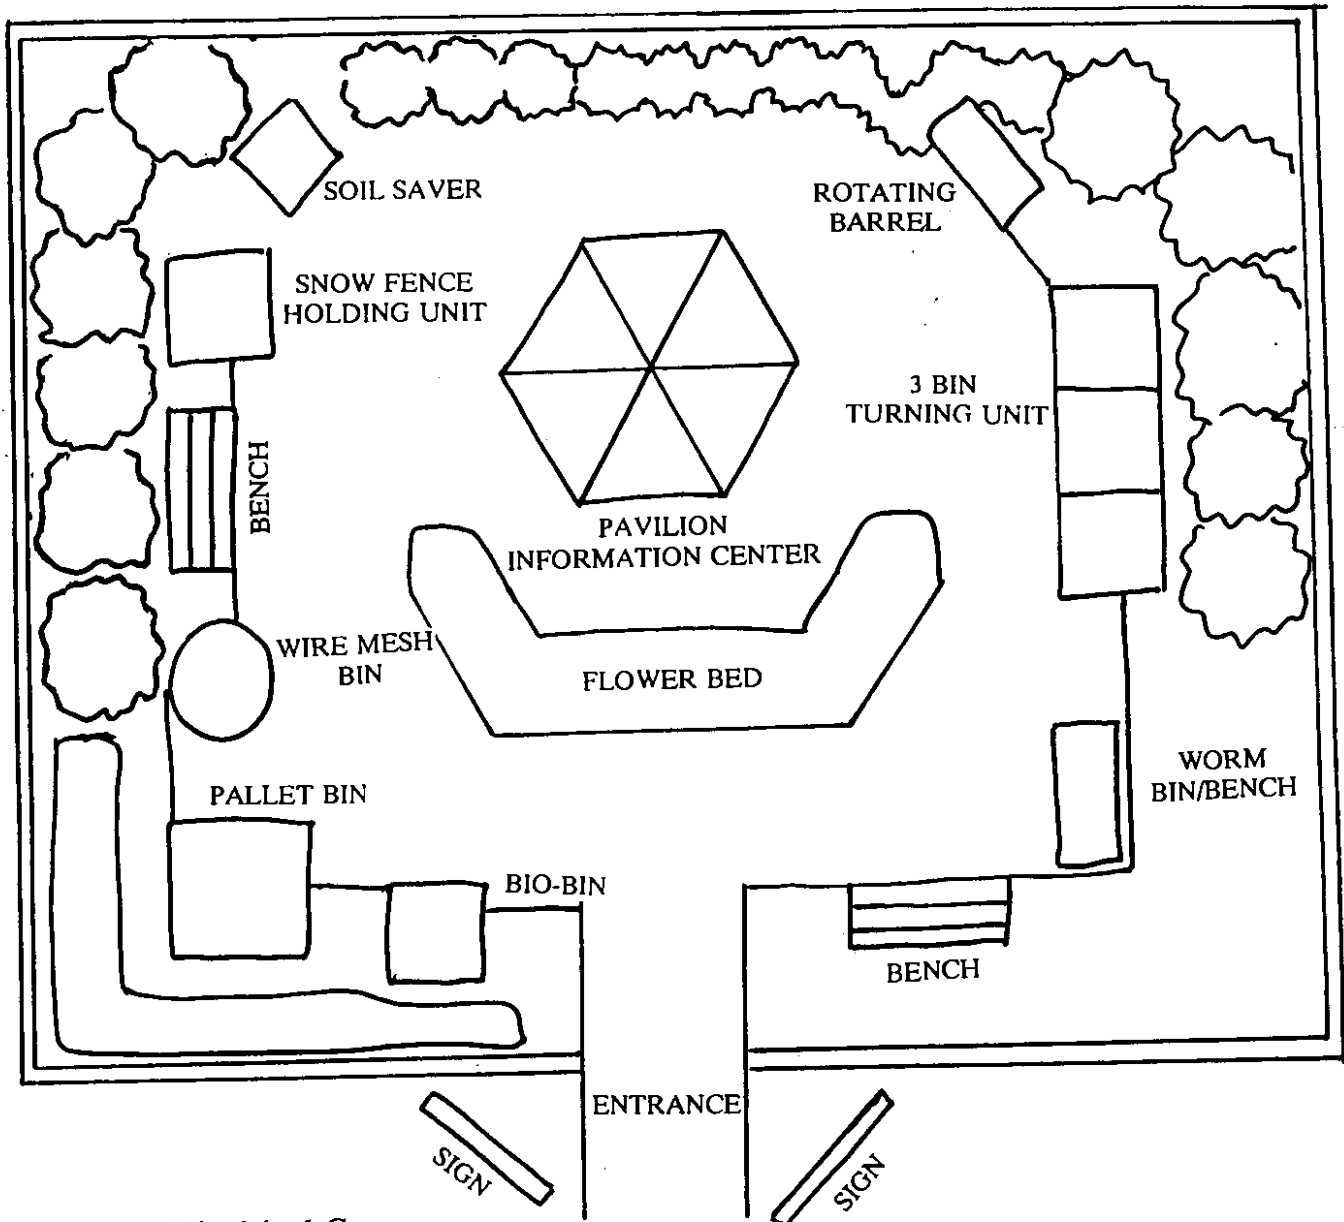 SOIL SAVER
ROTATING
BARREL
SNOW FENCE
HOLDING UNIT
3 BIN
TURNING UNIT
BENCH
PAVILION
INFORMATION CENTER
WIRE MESH
BIN
FLOWER BED
WORM
BIN/BENCH
PALLET BIN
BIO-BIN
BENCH
ENTRANCE
SIGN
SIGN